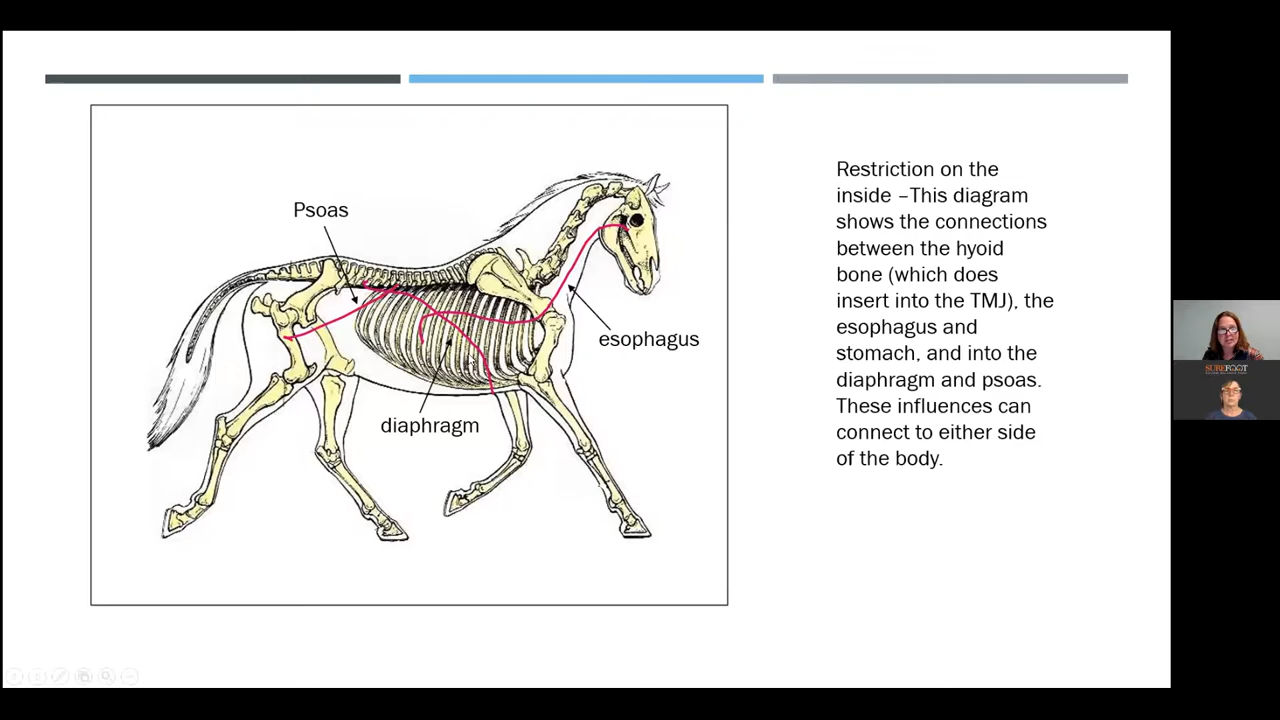 Psoas
esophagus
diaphragm
Restriction on the
inside –This diagram
shows the connections
between the hyoid
bone (which does
insert into the TMJ), the
esophagus and
stomach, and into the
diaphragm and psoas.
These influences can
connect to either side
of the body.
SUREFOOT